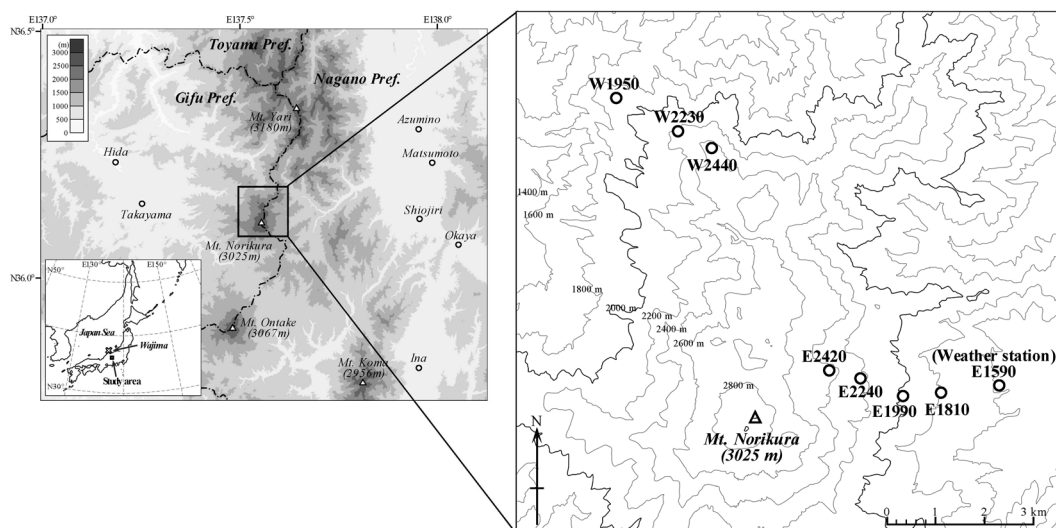 E137.0 E137.5 E138.0
N36.5
(m)
3000
2500
2000
1500
1000
500
0
Toyama Pref.
Nagano Pref.
Gifu Pref.
Mt. Yari
(3180m)
Azumino
Hida
Matsumoto
Takayama
Shiojiri
Okaya
Mt. Norikura
(3025m)
N36.0
E130 E150
N50
Japan Sea
Wajima
Study area
N30
Mt. Ontake
(3067m)
Mt. Koma
(2956m)
Ina
W1950
W2230
W2440
1400 m
1600 m
1800 m
2000 m
2200 m
2400 m
2600 m
2800 m
E2420
(Weather station)
E1590
E2240
E1990
E1810
Mt. Norikura
(3025 m)
N
0 1 2 3 km